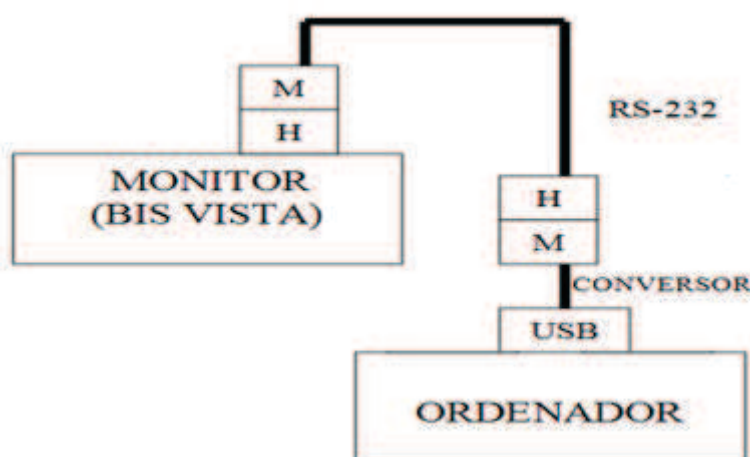 M
H
MONITOR
(BIS VISTA)
RS-232
H
M
CONVERSOR
USB
ORDENADOR